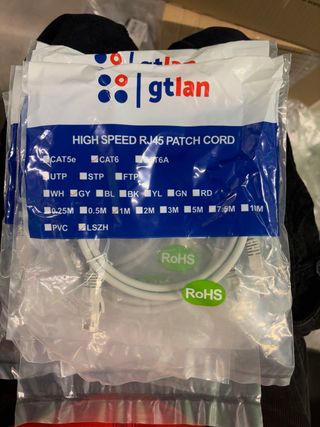 gtlan
HIGH SPEED RJ45 PATCH CORD
CAT5e CAT6 CAT6A
UTP STP FTP
WH GY BL BK YL GN RD
0.25M 0.5M 1M 2M 3M 5M 7.5M 10M
PVC LSZH
RoHS
RoHS